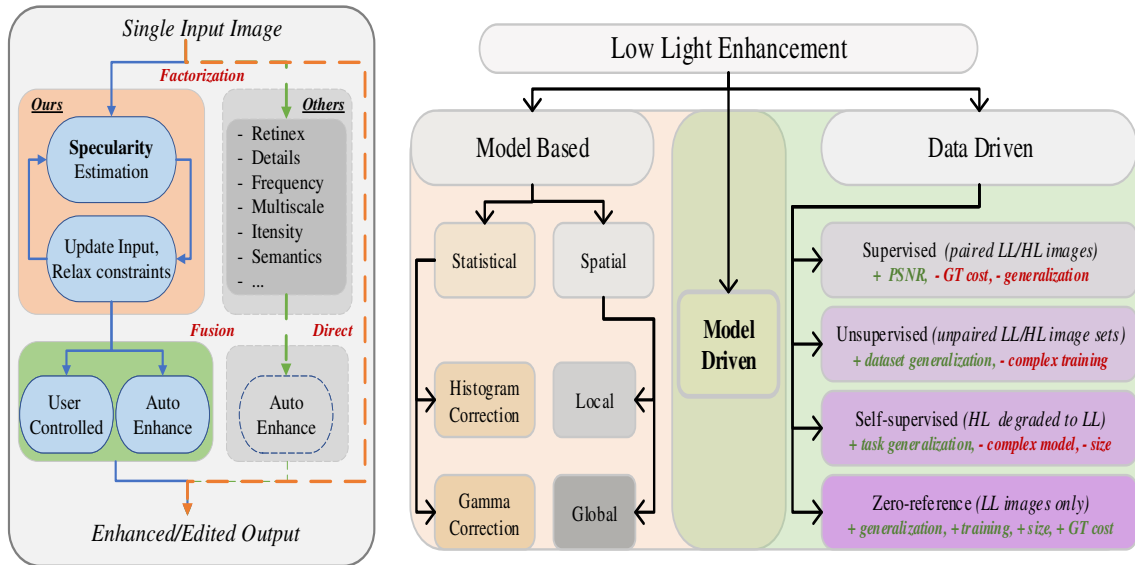 Single Input Image
Factorization
Ours
Others
Specularity
Estimation
Update Input,
Relax constraints
- Retinex
- Details
- Frequency
- Multiscale
- Itensity
- Semantics
- ...
Fusion
Direct
User
Controlled
Auto
Enhance
Auto
Enhance
Enhanced/Edited Output
Low Light Enhancement
Model Based
Data Driven
Statistical
Spatial
Histogram
Correction
Local
Gamma
Correction
Global
Model
Driven
Supervised (paired LL/HL images)
+ PSNR, - GT cost, - generalization
Unsupervised (unpaired LL/HL image sets)
+ dataset generalization, - complex training
Self-supervised (HL degraded to LL)
+ task generalization, - complex model, - size
Zero-reference (LL images only)
+ generalization, +training, + size, + GT cost